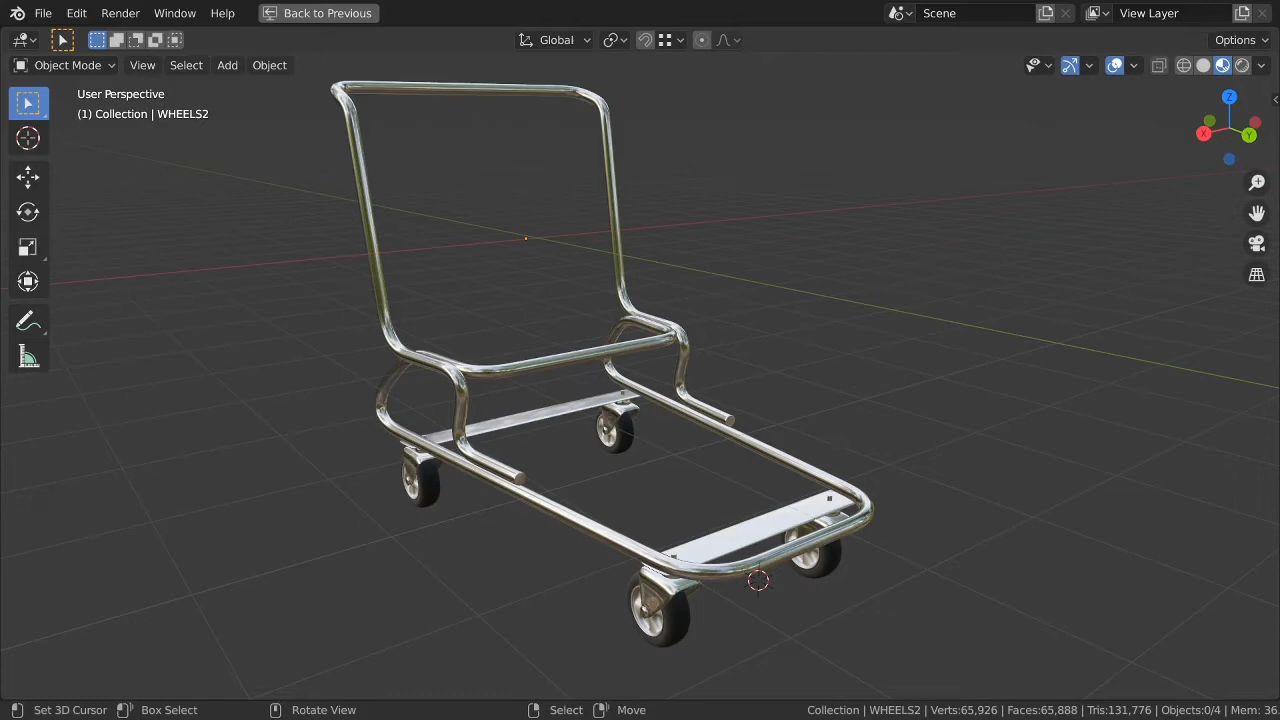 File Edit Render Window Help Back to Previous Scene View Layer
Global Options
Object Mode View Select Add Object
User Perspective
(1) Collection | WHEELS2
Z
X
Y
Set 3D Cursor Box Select Rotate View Select Move Collection | WHEELS2 | Verts:65,926 | Faces:65,888 | Tris:131,776 | Objects:0/4 | Mem: 36.